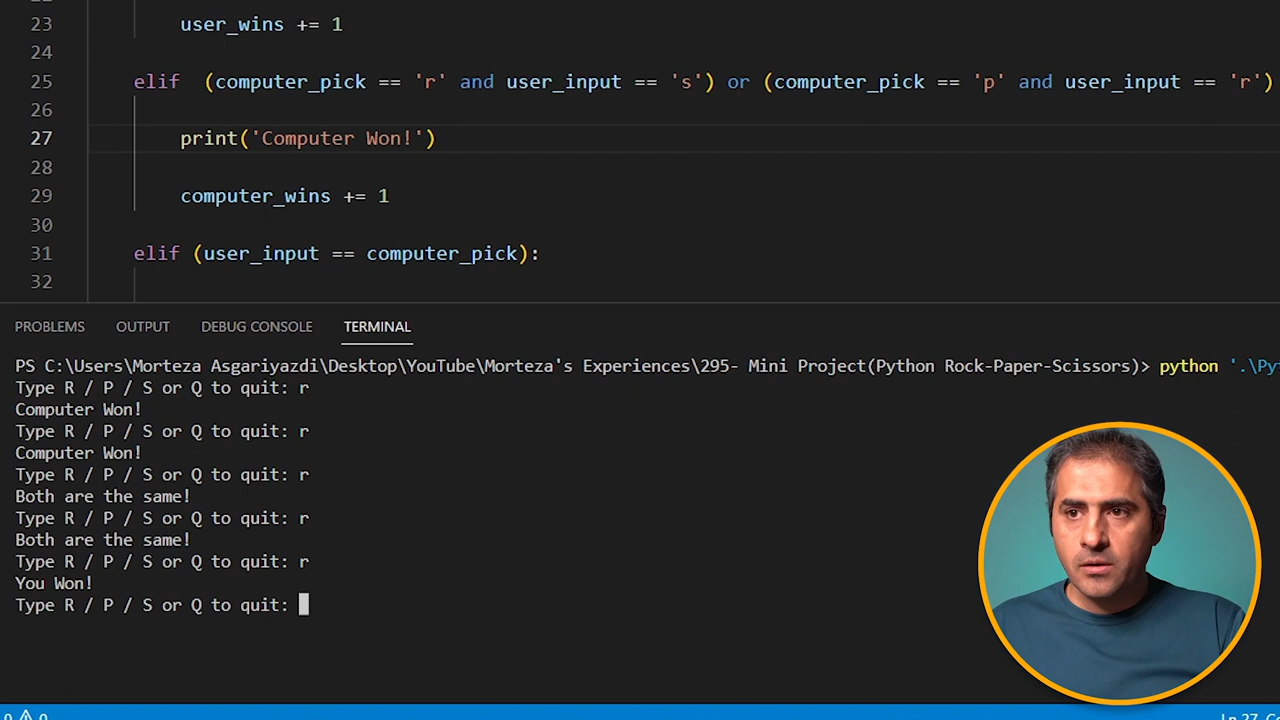 23 user_wins += 1
24
25 elif (computer_pick == 'r' and user_input == 's') or (computer_pick == 'p' and user_input == 'r')
26
27 print('Computer Won!')
28
29 computer_wins += 1
30
31 elif (user_input == computer_pick):
32
PROBLEMS OUTPUT DEBUG CONSOLE TERMINAL
PS C:\Users\Morteza Asgariyazdi\Desktop\YouTube\Morteza's Experiences\295- Mini Project(Python Rock-Paper-Scissors)> python '.\Py
Type R / P / S or Q to quit: r
Computer Won!
Type R / P / S or Q to quit: r
Computer Won!
Type R / P / S or Q to quit: r
Both are the same!
Type R / P / S or Q to quit: r
Both are the same!
Type R / P / S or Q to quit: r
You Won!
Type R / P / S or Q to quit: